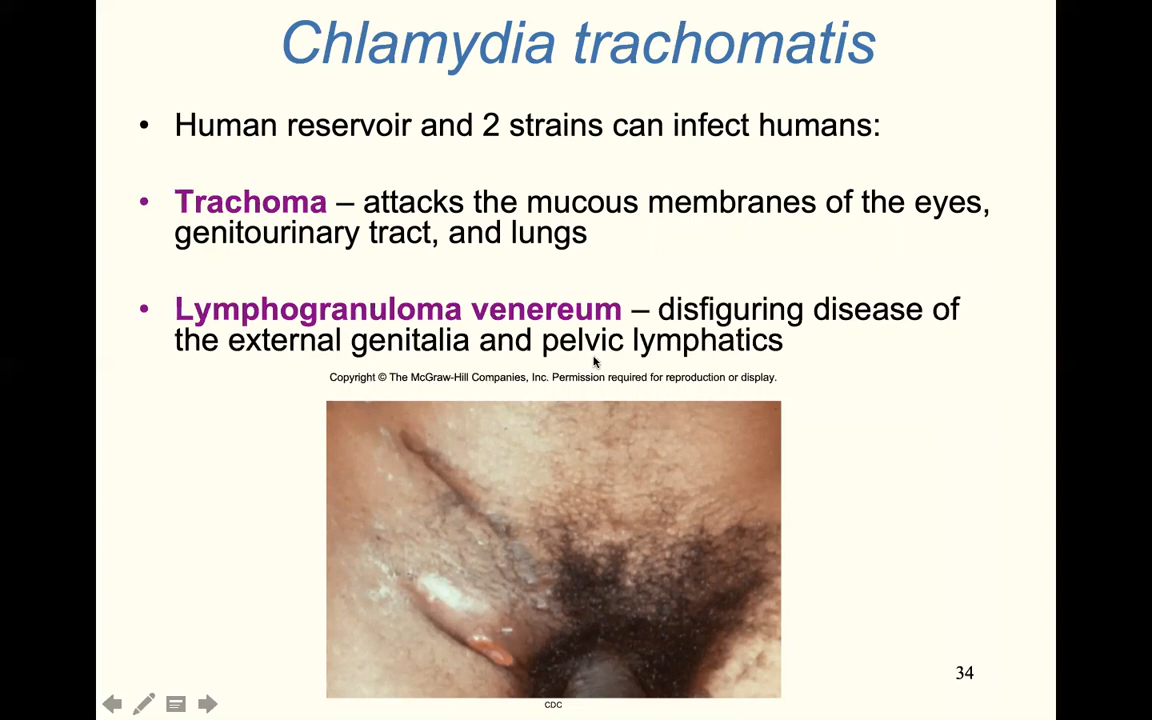 Chlamydia trachomatis
• Human reservoir and 2 strains can infect humans:
• Trachoma – attacks the mucous membranes of the eyes,
genitourinary tract, and lungs
• Lymphogranuloma venereum – disfiguring disease of
the external genitalia and pelvic lymphatics
Copyright © The McGraw-Hill Companies, Inc. Permission required for reproduction or display.
34
CDC